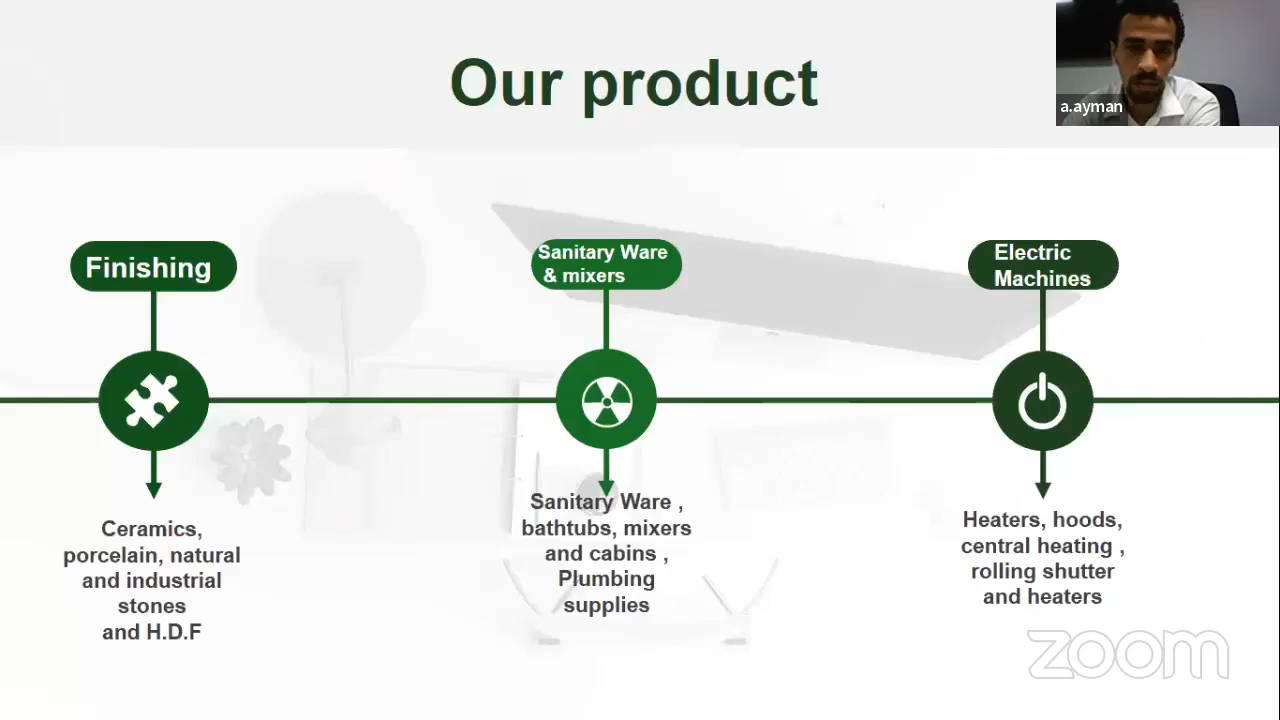 Our product
a.ayman
Finishing
Sanitary Ware
& mixers
Electric
Machines
Ceramics,
porcelain, natural
and industrial
stones
and H.D.F
Sanitary Ware ,
bathtubs, mixers
and cabins ,
Plumbing
supplies
Heaters, hoods,
central heating ,
rolling shutter
and heaters
zoom